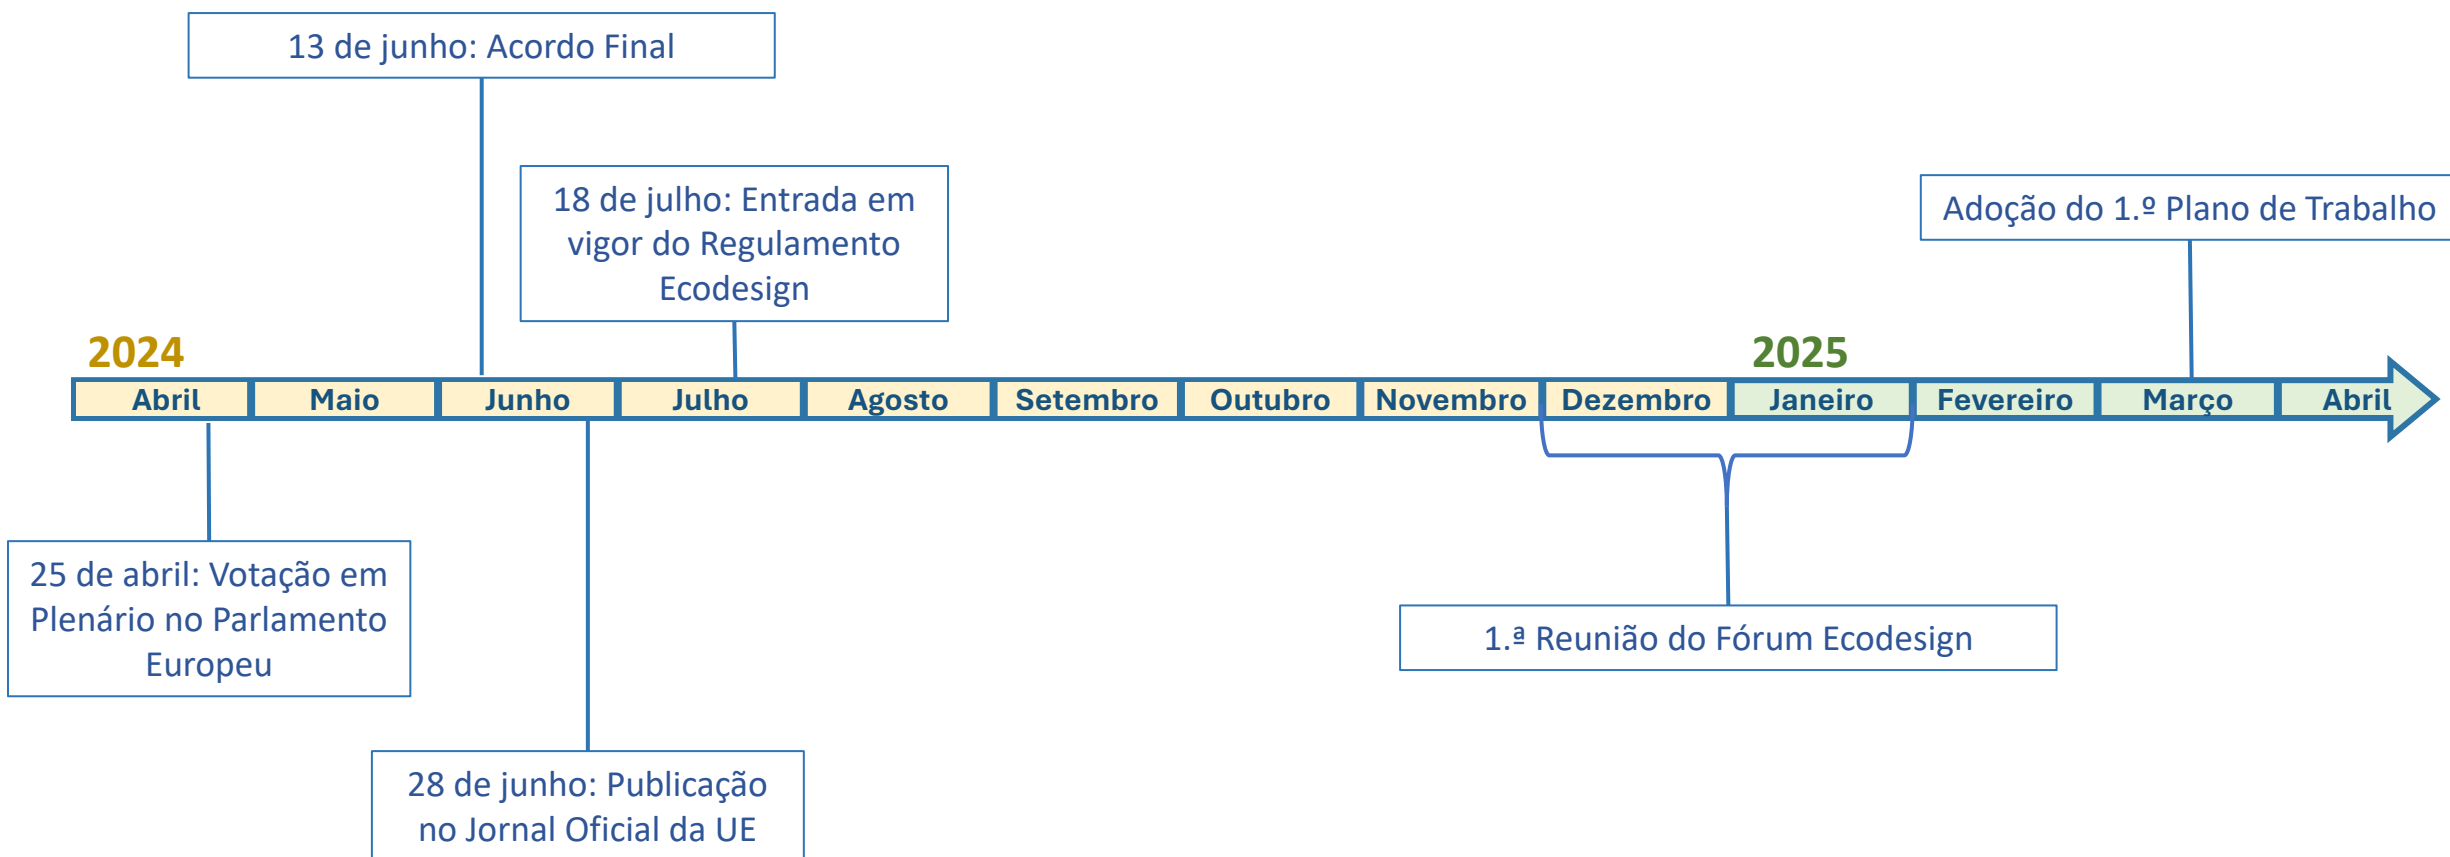 13 de junho: Acordo Final
18 de julho: Entrada em
vigor do Regulamento
Ecodesign
Adoção do 1.º Plano de Trabalho
2024
2025
Abril
Maio
Junho
Julho
Agosto
Setembro
Outubro
Novembro
Dezembro
Janeiro
Fevereiro
Março
Abril
25 de abril: Votação em
Plenário no Parlamento
Europeu
1.ª Reunião do Fórum Ecodesign
28 de junho: Publicação
no Jornal Oficial da UE